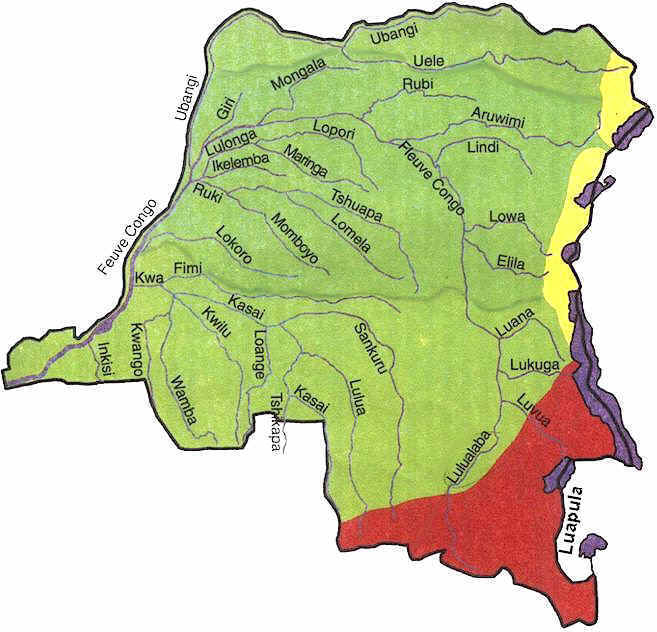 Ubangi
Uele
Mongala
Rubi
Ubangi
Giri
Aruwimi
Lulonga
Lopori
Lindi
Ikelemba
Maringa
Fleuve Congo
Ruki
Tshuapa
Lomela
Momboyo
Lowa
Feuve Congo
Lokoro
Elila
Fimi
Kwa
Kasai
Kwilu
Luana
Sankuru
Loange
Inkisi
Kwango
Lukuga
Wamba
Kasai
Lulua
Luvua
Tshikapa
Lulualaba
Luapula